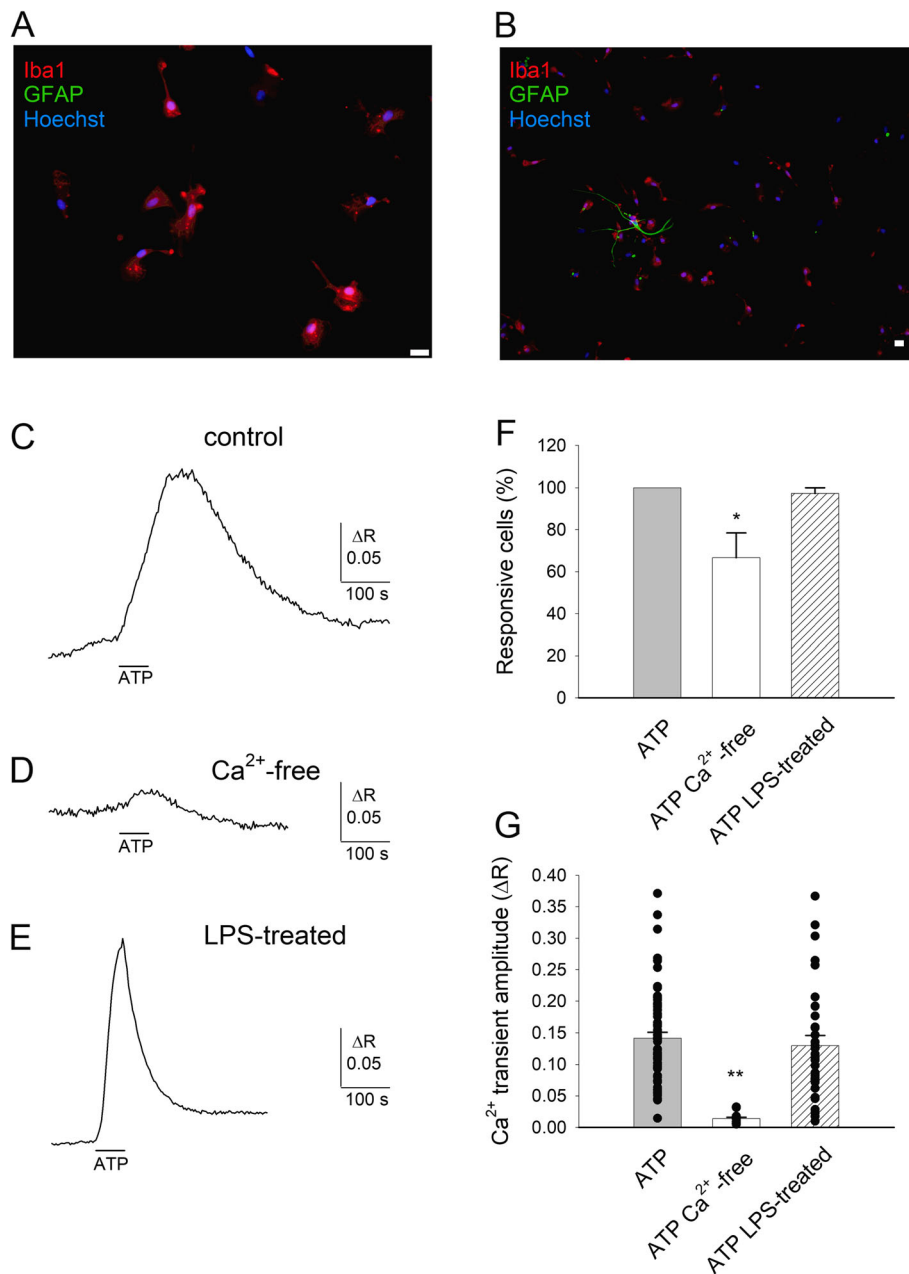 A
Iba1
GFAP
Hoechst
B
Iba1
GFAP
Hoechst
C
control
ΔR
0.05
100 s
ATP
D
Ca²⁺-free
ΔR
0.05
100 s
ATP
E
LPS-treated
ΔR
0.05
100 s
ATP
F
Responsive cells (%)
120
100
80
60
40
20
0
*
ATP
ATP Ca²⁺-free
ATP LPS-treated
G
Ca²⁺ transient amplitude (ΔR)
0.40
0.35
0.30
0.25
0.20
0.15
0.10
0.05
0.00
**
ATP
ATP Ca²⁺-free
ATP LPS-treated